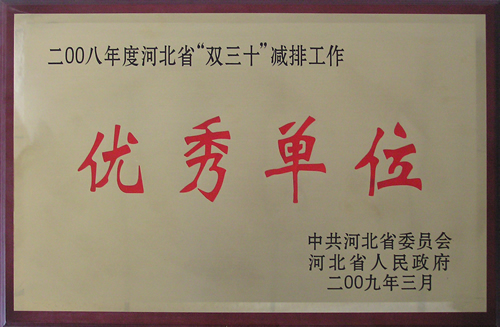 二00八年度河北省“双三十”减排工作
优秀单位
中共河北省委员会
河北省人民政府
二00九年三月